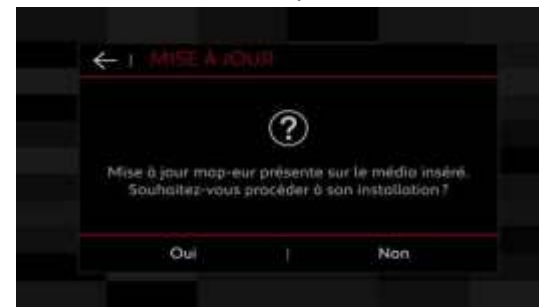 MISE À JOUR
?
Mise à jour map-eur présente sur le média inséré.
Souhaitez-vous procéder à son installation ?
Oui | Non